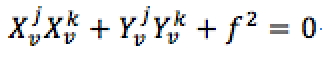 X_v^j X_v^k + Y_v^j Y_v^k + f^2 = 0